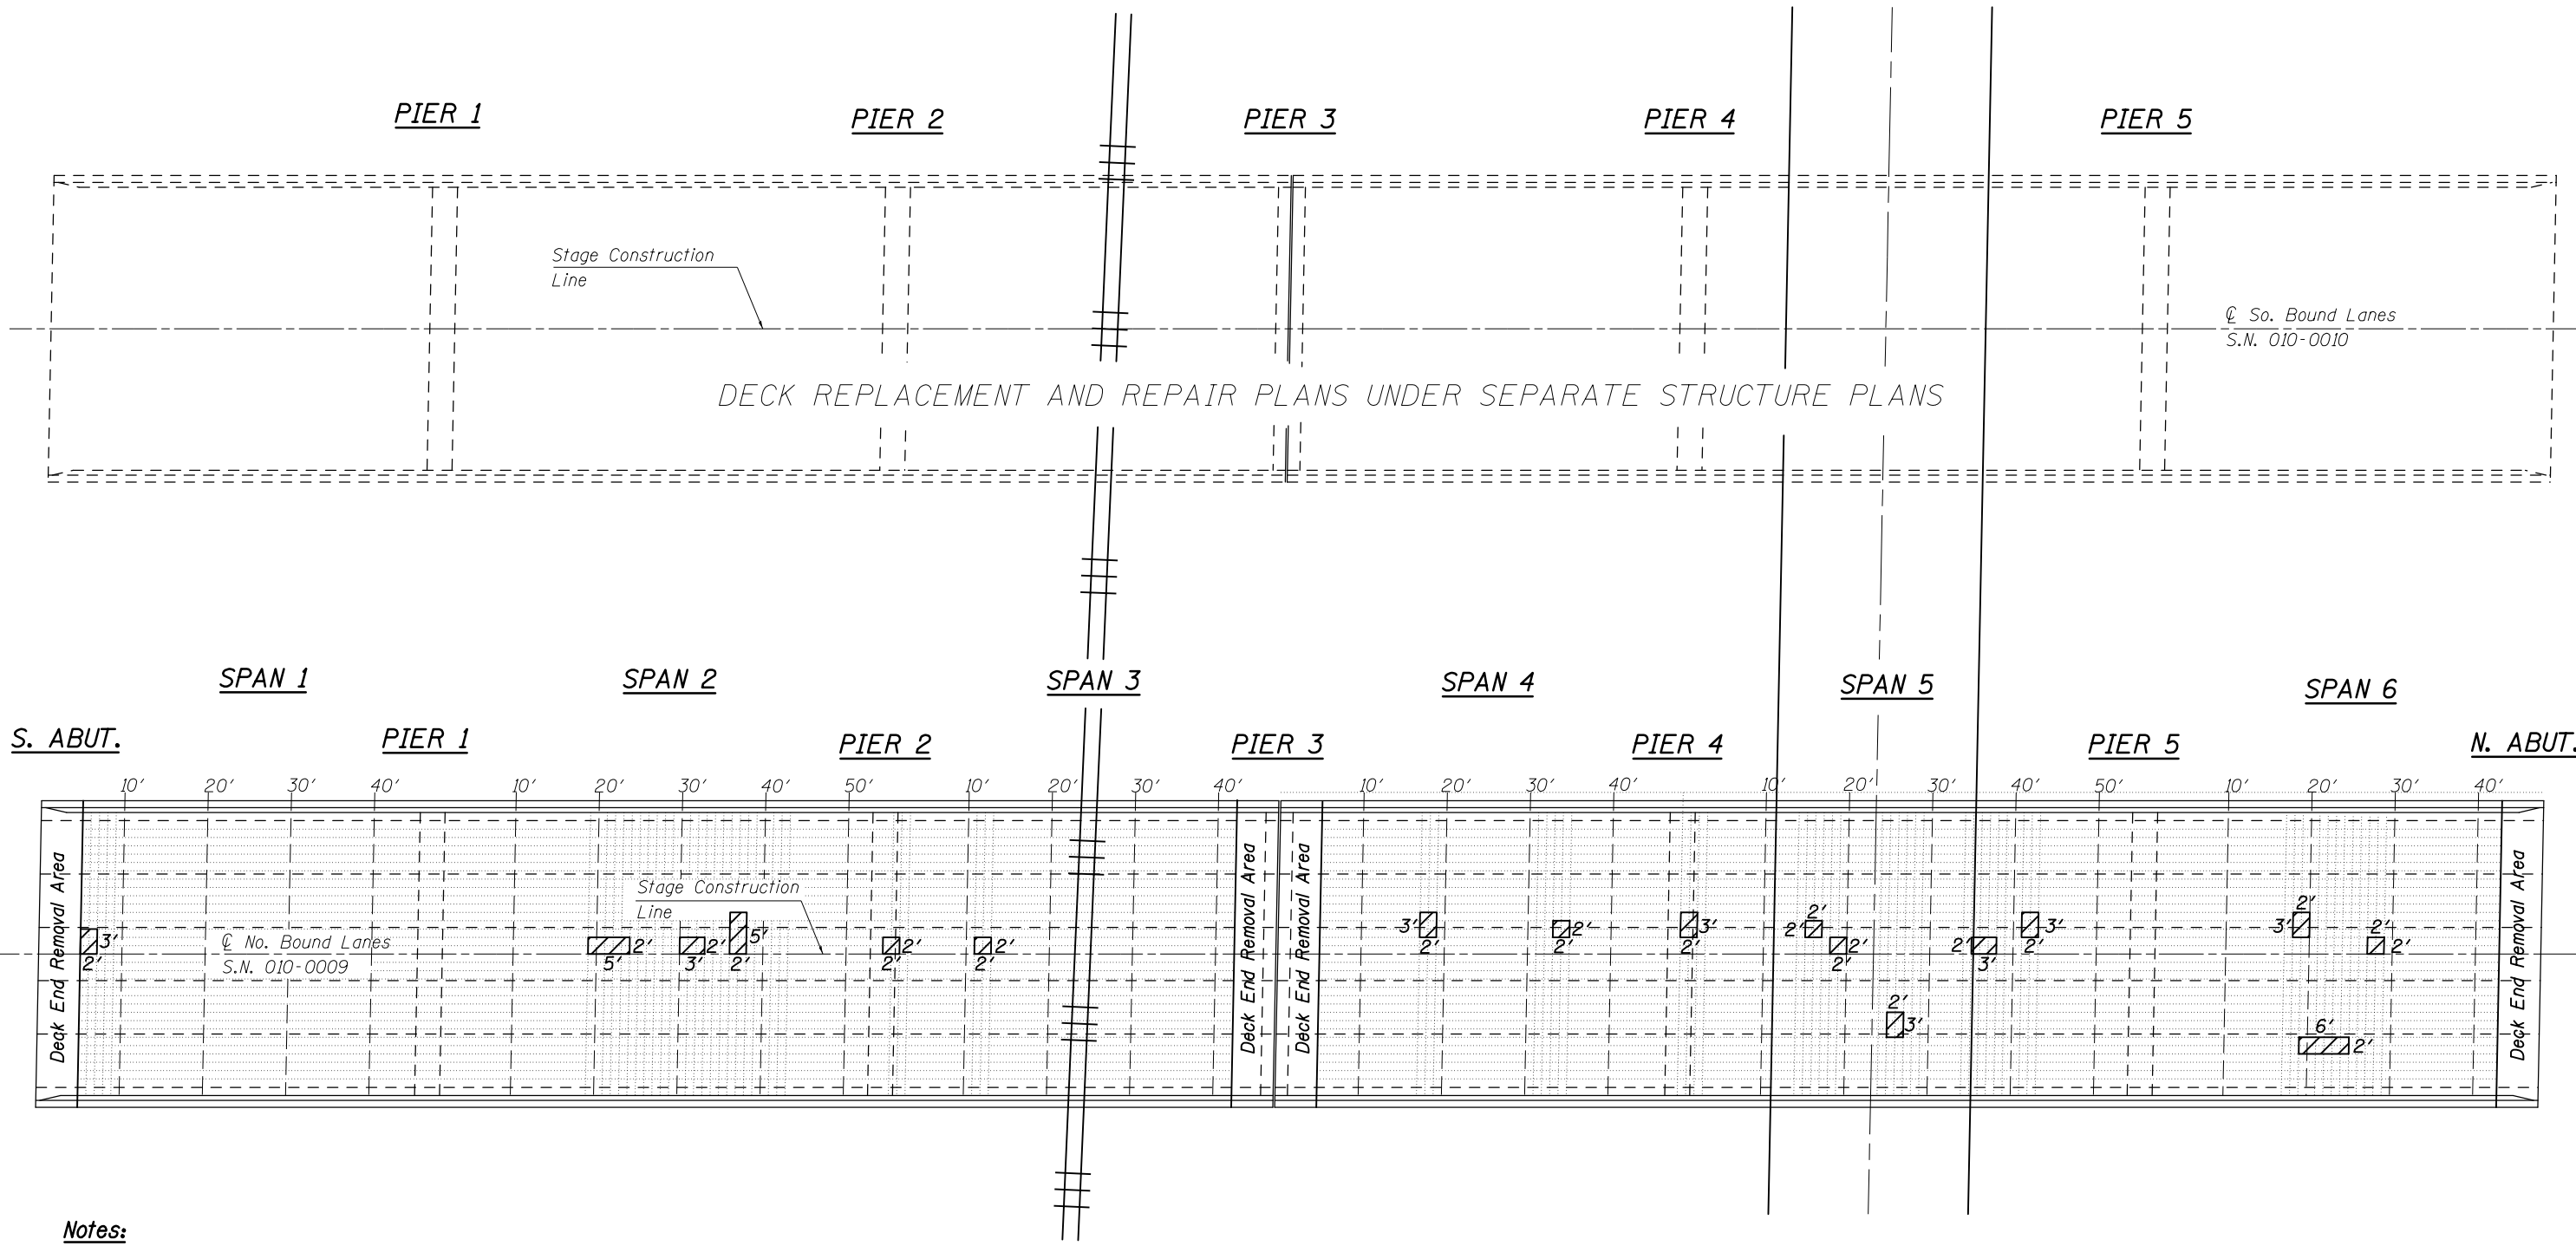 PIER 1 PIER 2 PIER 3 PIER 4 PIER 5
Stage Construction
Line
℄ So. Bound Lanes
S.N. 010-0010
DECK REPLACEMENT AND REPAIR PLANS UNDER SEPARATE STRUCTURE PLANS
SPAN 1 SPAN 2 SPAN 3 SPAN 4 SPAN 5 SPAN 6
S. ABUT. PIER 1 PIER 2 PIER 3 PIER 4 PIER 5 N. ABUT.
10' 20' 30' 40' 10' 20' 30' 40' 50' 10' 20' 30' 40' 10' 20' 30' 40' 10' 20' 30' 40' 50' 10' 20' 30' 40'
Deck End Removal Area
3'
2'
℄ No. Bound Lanes
S.N. 010-0009
2'
5'
2'
3'
5'
2'
Stage Construction
Line
2'
2'
2'
2'
Deck End Removal Area
Deck End Removal Area
3'
2'
2'
2'
3'
2'
2'
2'
2'
2'
2'
3'
2'
3'
3'
2'
2'
3'
2'
2'
6'
2'
Deck End Removal Area
Notes: